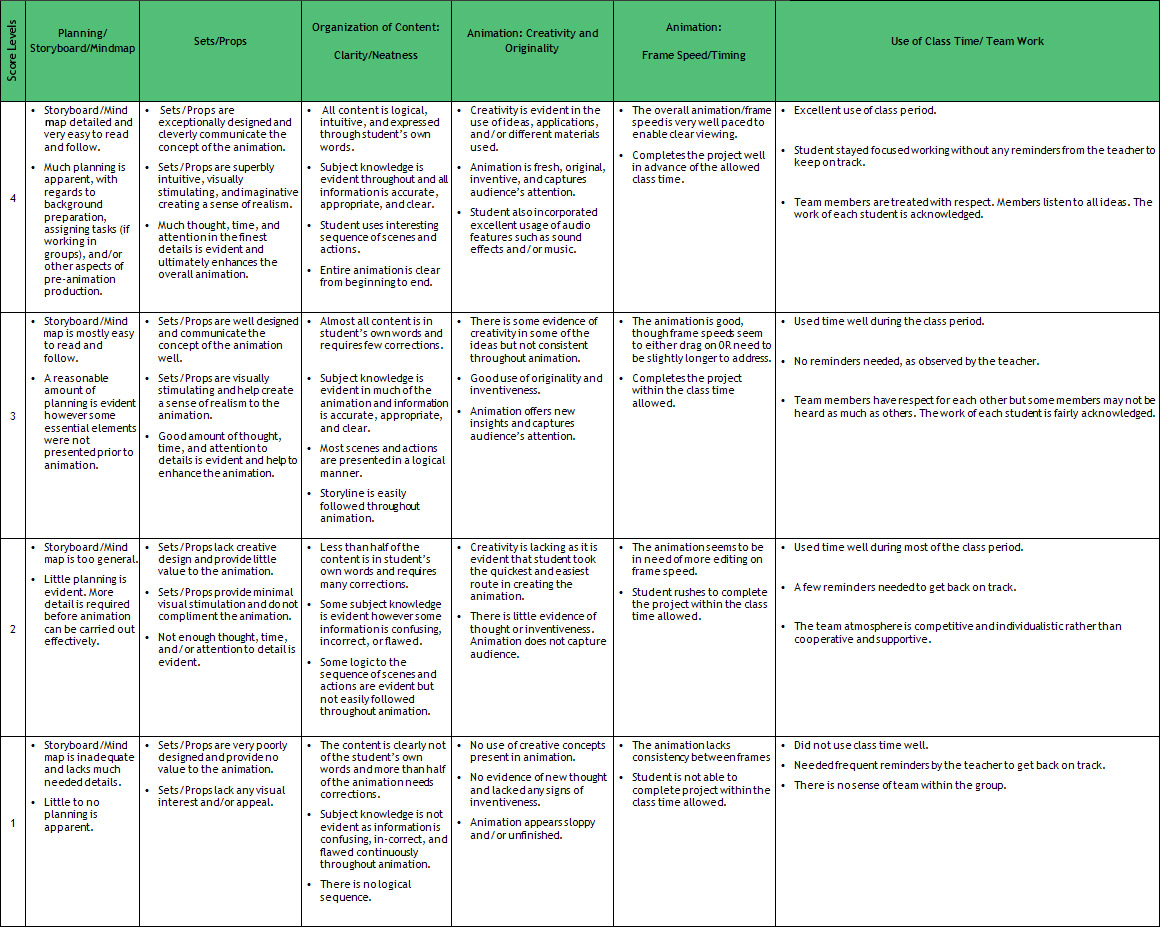 Score Levels
Planning/
Storyboard/Mindmap
Sets/Props
Organization of Content:
Clarity/Neatness
Animation: Creativity and
Originality
Animation:
Frame Speed/Timing
Use of Class Time/ Team Work
4
• Storyboard/Mind
map detailed and
very easy to read
and follow.
• Much planning is
apparent, with
regards to
background
preparation,
assigning tasks (if
working in
groups), and/or
other aspects of
pre-animation
production.
• Sets/Props are
exceptionally designed and
cleverly communicate the
concept of the animation.
• Sets/Props are superbly
intuitive, visually
stimulating, and imaginative
creating a sense of realism.
• Much thought, time, and
attention in the finest
details is evident and
ultimately enhances the
overall animation.
• All content is logical,
intuitive, and expressed
through student's own
words.
• Subject knowledge is
evident throughout and all
information is accurate,
appropriate, and clear.
• Student uses interesting
sequence of scenes and
actions.
• Entire animation is clear
from beginning to end.
• Creativity is evident in the
use of ideas, applications,
and/or different materials
used.
• Animation is fresh, original,
inventive, and captures
audience's attention.
• Student also incorporated
excellent usage of audio
features such as sound
effects and/or music.
• The overall animation/frame
speed is very well paced to
enable clear viewing.
• Completes the project well
in advance of the allowed
class time.
• Excellent use of class period.
• Student stayed focused working without any reminders from the teacher to
keep on track.
• Team members are treated with respect. Members listen to all ideas. The
work of each student is acknowledged.
3
• Storyboard/Mind
map is mostly easy
to read and
follow.
• A reasonable
amount of
planning is evident
however some
essential elements
were not
presented prior to
animation.
• Sets/Props are well designed
and communicate the
concept of the animation
well.
• Sets/Props are visually
stimulating and help create
a sense of realism to the
animation.
• Good amount of thought,
time, and attention to
details is evident and help to
enhance the animation.
• Almost all content is in
student's own words and
requires few corrections.
• Subject knowledge is
evident in much of the
animation and information
is accurate, appropriate,
and clear.
• Most scenes and actions
are presented in a logical
manner.
• Storyline is easily
followed throughout
animation.
• There is some evidence of
creativity in some of the
ideas but not consistent
throughout animation.
• Good use of originality and
inventiveness.
• Animation offers new
insights and captures
audience's attention.
• The animation is good,
though frame speeds seem
to either drag on OR need to
be slightly longer to address.
• Completes the project
within the class time
allowed.
• Used time well during the class period.
• No reminders needed, as observed by the teacher.
• Team members have respect for each other but some members may not be
heard as much as others. The work of each student is fairly acknowledged.
2
• Storyboard/Mind
map is too general.
• Little planning is
evident. More
detail is required
before animation
can be carried out
effectively.
• Sets/Props lack creative
design and provide little
value to the animation.
• Sets/Props provide minimal
visual stimulation and do not
compliment the animation.
• Not enough thought, time,
and/or attention to detail is
evident.
• Less than half of the
content is in student's
own words and requires
many corrections.
• Some subject knowledge
is evident however some
information is confusing,
incorrect, or flawed.
• Some logic to the
sequence of scenes and
actions are evident but
not easily followed
throughout animation.
• Creativity is lacking as it is
evident that student took
the quickest and easiest
route in creating the
animation.
• There is little evidence of
thought or inventiveness.
Animation does not capture
audience.
• The animation seems to be
in need of more editing on
frame speed.
• Student rushes to complete
the project within the class
time allowed.
• Used time well during most of the class period.
• A few reminders needed to get back on track.
• The team atmosphere is competitive and individualistic rather than
cooperative and supportive.
1
• Storyboard/Mind
map is inadequate
and lacks much
needed details.
• Little to no
planning is
apparent.
• Sets/Props are very poorly
designed and provide no
value to the animation.
• Sets/Props lack any visual
interest and/or appeal.
• The content is clearly not
of the student's own
words and more than half
of the animation needs
corrections.
• Subject knowledge is not
evident as information is
confusing, in-correct, and
flawed continuously
throughout animation.
• There is no logical
sequence.
• No use of creative concepts
present in animation.
• No evidence of new thought
and lacked any signs of
inventiveness.
• Animation appears sloppy
and/or unfinished.
• The animation lacks
consistency between frames
• Student is not able to
complete project within the
class time allowed.
• Did not use class time well.
• Needed frequent reminders by the teacher to get back on track.
• There is no sense of team within the group.